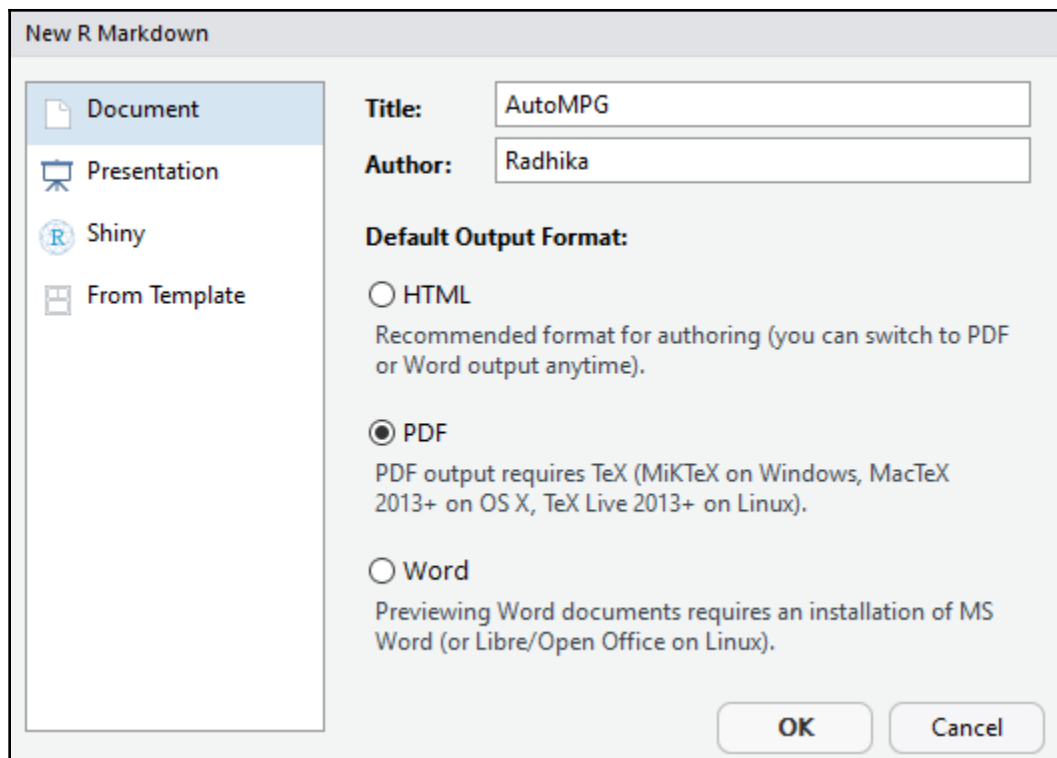 New R Markdown
Document
Presentation
Shiny
From Template
Title:
AutoMPG
Author:
Radhika
Default Output Format:
HTML
Recommended format for authoring (you can switch to PDF
or Word output anytime).
PDF
PDF output requires TeX (MiKTeX on Windows, MacTeX
2013+ on OS X, TeX Live 2013+ on Linux).
Word
Previewing Word documents requires an installation of MS
Word (or Libre/Open Office on Linux).
OK
Cancel